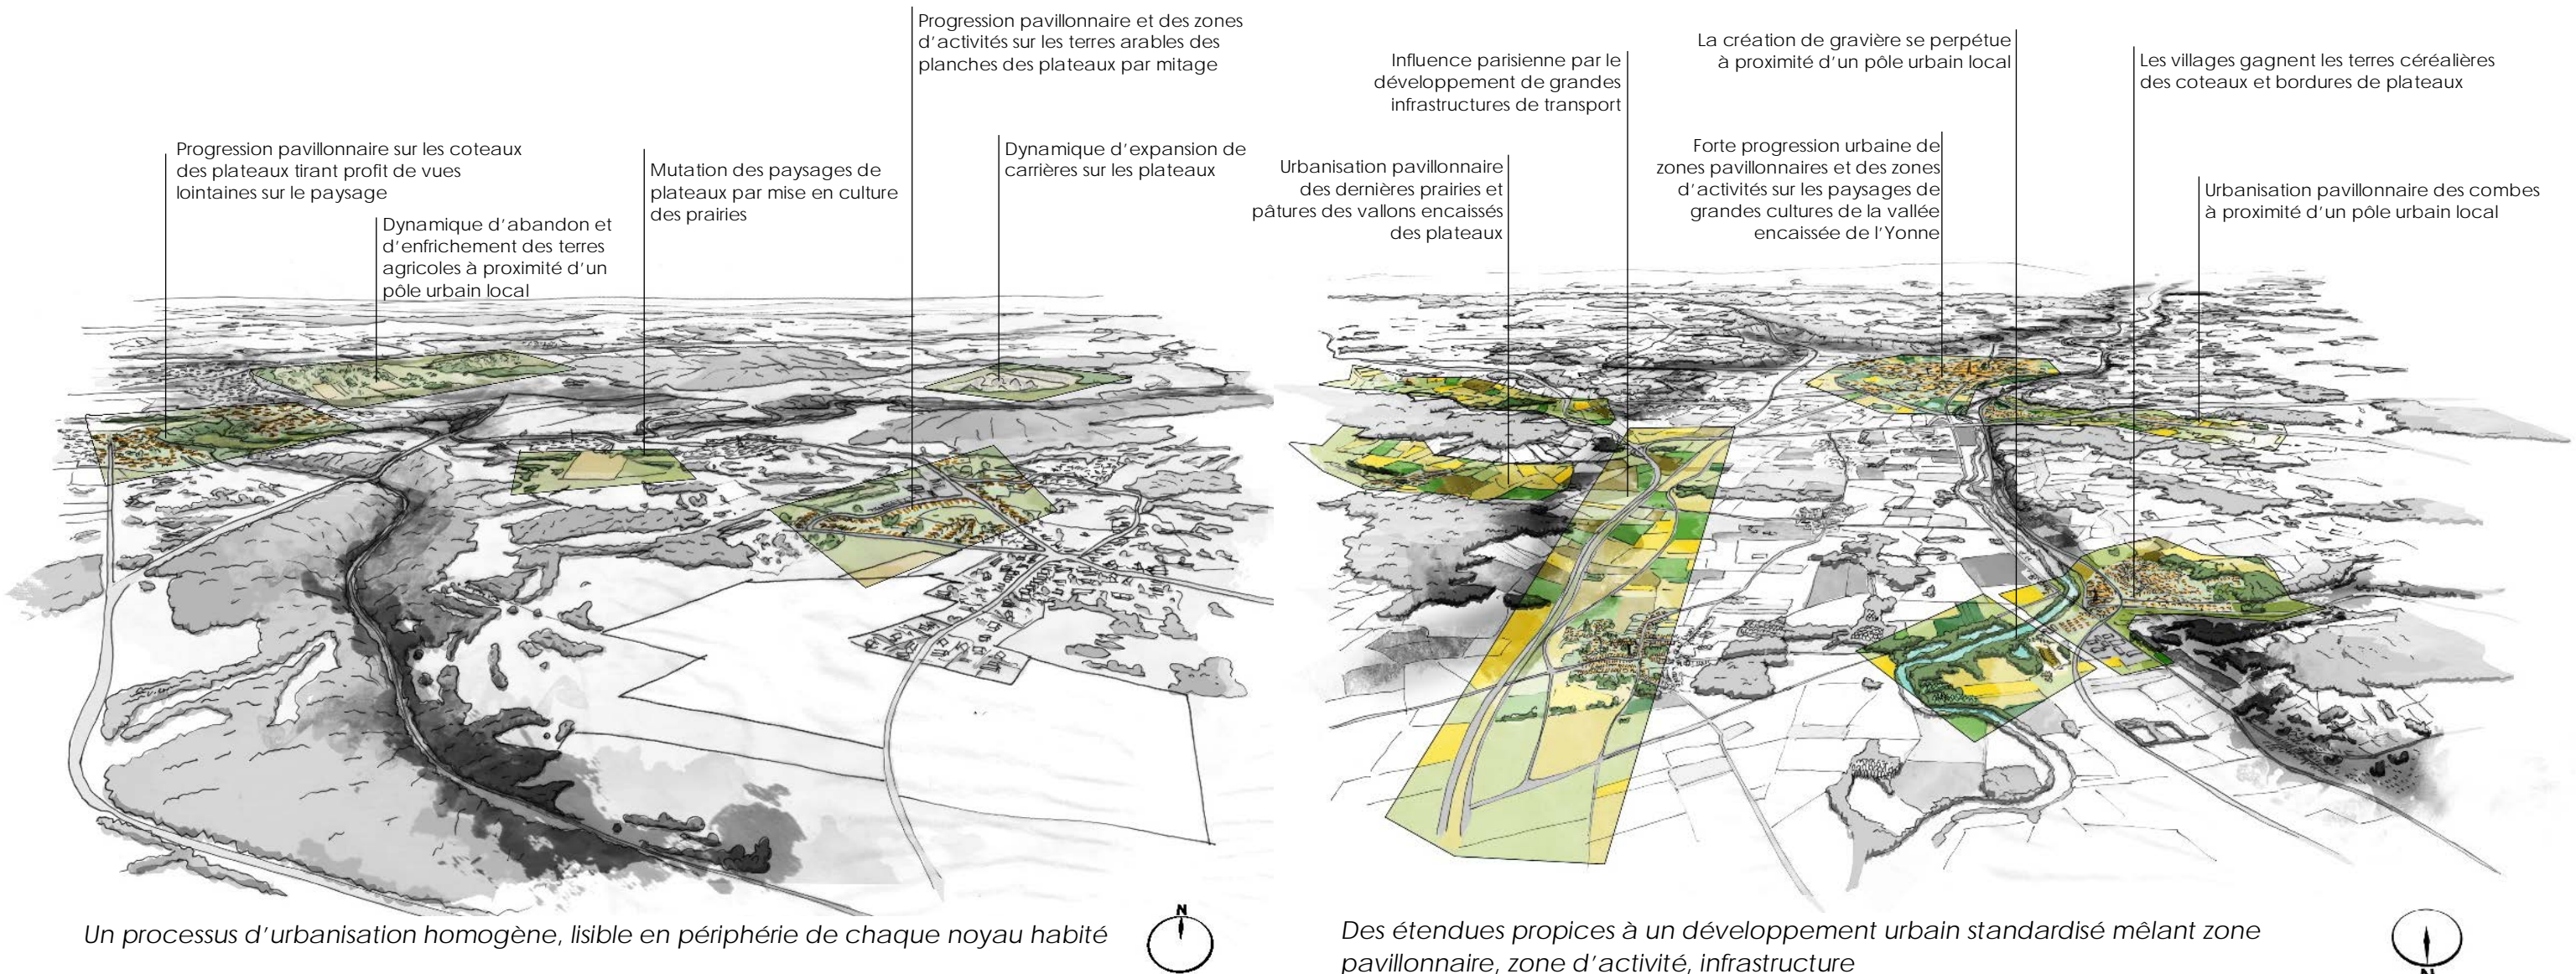 Progression pavillonnaire et des zones
d'activités sur les terres arables des
planches des plateaux par mitage
Progression pavillonnaire sur les coteaux
des plateaux tirant profit de vues
lointaines sur le paysage
Dynamique d'abandon et
d'enfrichement des terres
agricoles à proximité d'un
pôle urbain local
Mutation des paysages de
plateaux par mise en culture
des prairies
Dynamique d'expansion de
carrières sur les plateaux
Un processus d'urbanisation homogène, lisible en périphérie de chaque noyau habité
N
Urbanisation pavillonnaire
des dernières prairies et
pâtures des vallons encaissés
des plateaux
Influence parisienne par le
développement de grandes
infrastructures de transport
Forte progression urbaine de
zones pavillonnaires et des zones
d'activités sur les paysages de
grandes cultures de la vallée
encaissée de l'Yonne
La création de gravière se perpétue
à proximité d'un pôle urbain local
Les villages gagnent les terres céréalières
des coteaux et bordures de plateaux
Urbanisation pavillonnaire des combes
à proximité d'un pôle urbain local
Des étendues propices à un développement urbain standardisé mêlant zone
pavillonnaire, zone d'activité, infrastructure
N